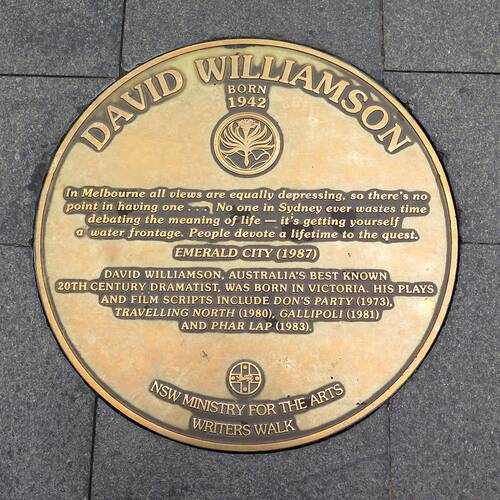 DAVID WILLIAMSON
BORN
1942
In Melbourne all views are equally depressing, so there's no
point in having one .... No one in Sydney ever wastes time
debating the meaning of life — it's getting yourself
a water frontage. People devote a lifetime to the quest.
EMERALD CITY (1987)
DAVID WILLIAMSON, AUSTRALIA'S BEST KNOWN
20TH CENTURY DRAMATIST, WAS BORN IN VICTORIA. HIS PLAYS
AND FILM SCRIPTS INCLUDE DON'S PARTY (1973),
TRAVELLING NORTH (1980), GALLIPOLI (1981)
AND PHAR LAP (1983).
NSW MINISTRY FOR THE ARTS
WRITERS WALK